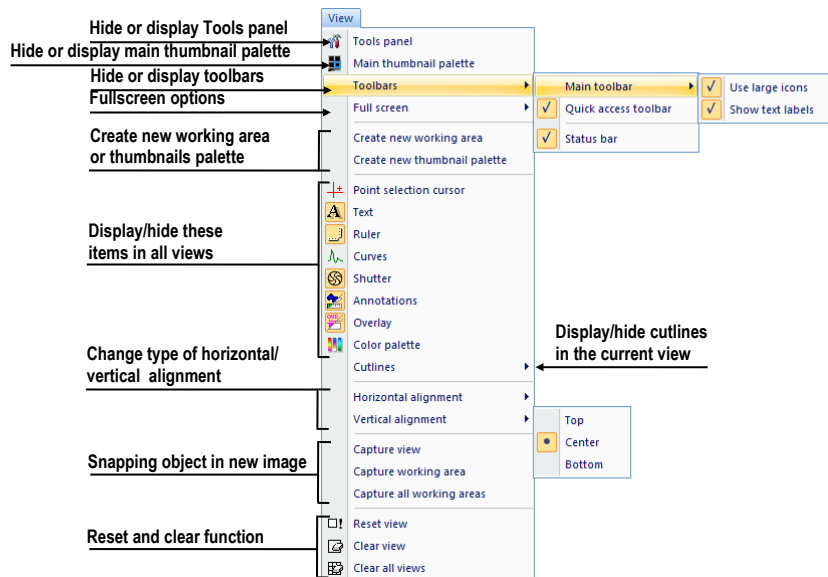 View
Hide or display Tools panel
Tools panel
Hide or display main thumbnail palette
Main thumbnail palette
Hide or display toolbars
Toolbars
Main toolbar
Use large icons
Fullscreen options
Full screen
Quick access toolbar
Show text labels
Create new working area
or thumbnails palette
Create new working area
Status bar
Create new thumbnail palette
Point selection cursor
Text
Display/hide these
items in all views
Ruler
Curves
Shutter
Annotations
Overlay
Color palette
Cutlines
Display/hide cutlines
in the current view
Change type of horizontal/
vertical alignment
Horizontal alignment
Vertical alignment
Top
Center
Bottom
Snapping object in new image
Capture view
Capture working area
Capture all working areas
Reset and clear function
Reset view
Clear view
Clear all views